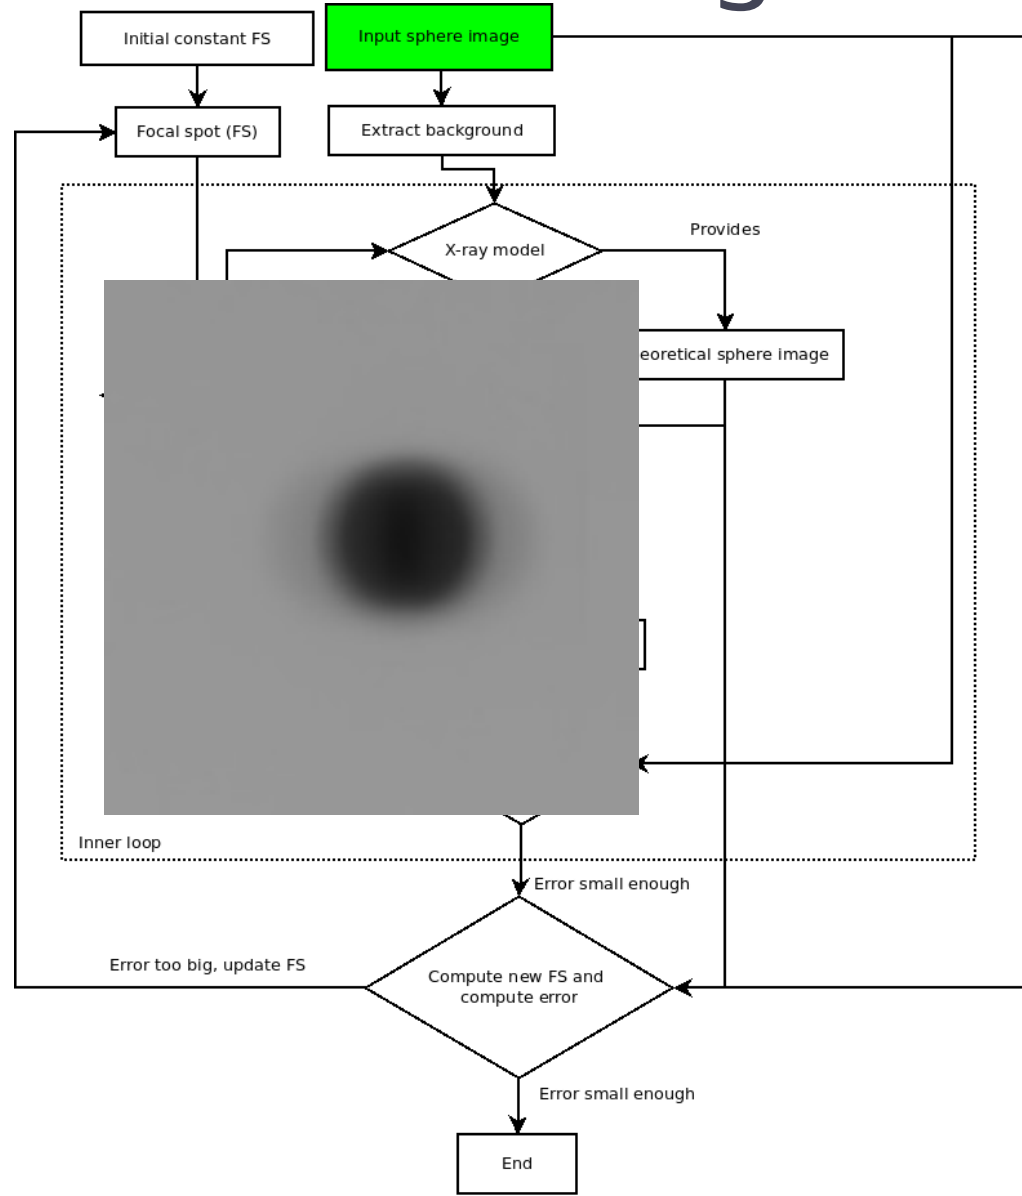 Initial constant FS
Input sphere image
Focal spot (FS)
Extract background
X-ray model
Provides
sphere image
Inner loop
Error small enough
Error too big, update FS
Compute new FS and
compute error
Error small enough
End